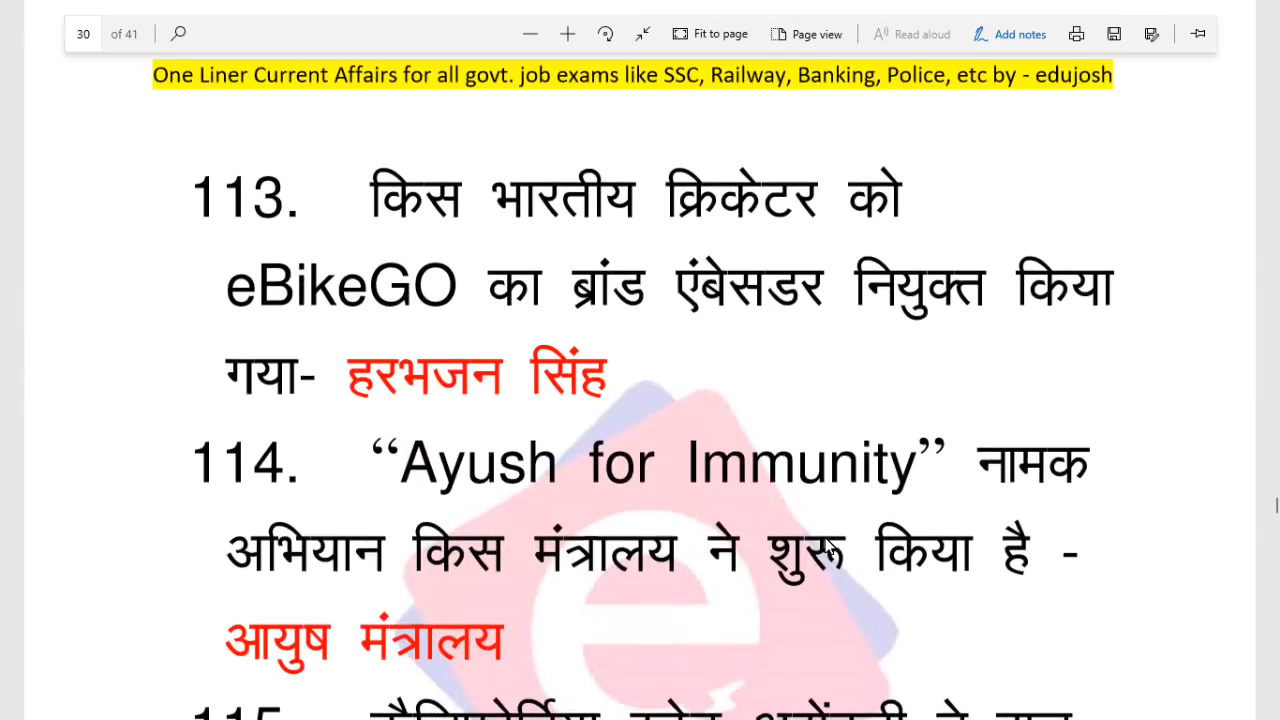 30 of 41 Fit to page Page view Read aloud Add notes
One Liner Current Affairs for all govt. job exams like SSC, Railway, Banking, Police, etc by - edujosh
113. किस भारतीय क्रिकेटर को
eBikeGO का ब्रांड एंबेसडर नियुक्त किया
गया- हरभजन सिंह
114. “Ayush for Immunity” नामक
अभियान किस मंत्रालय ने शुरू किया है -
आयुष मंत्रालय
115.